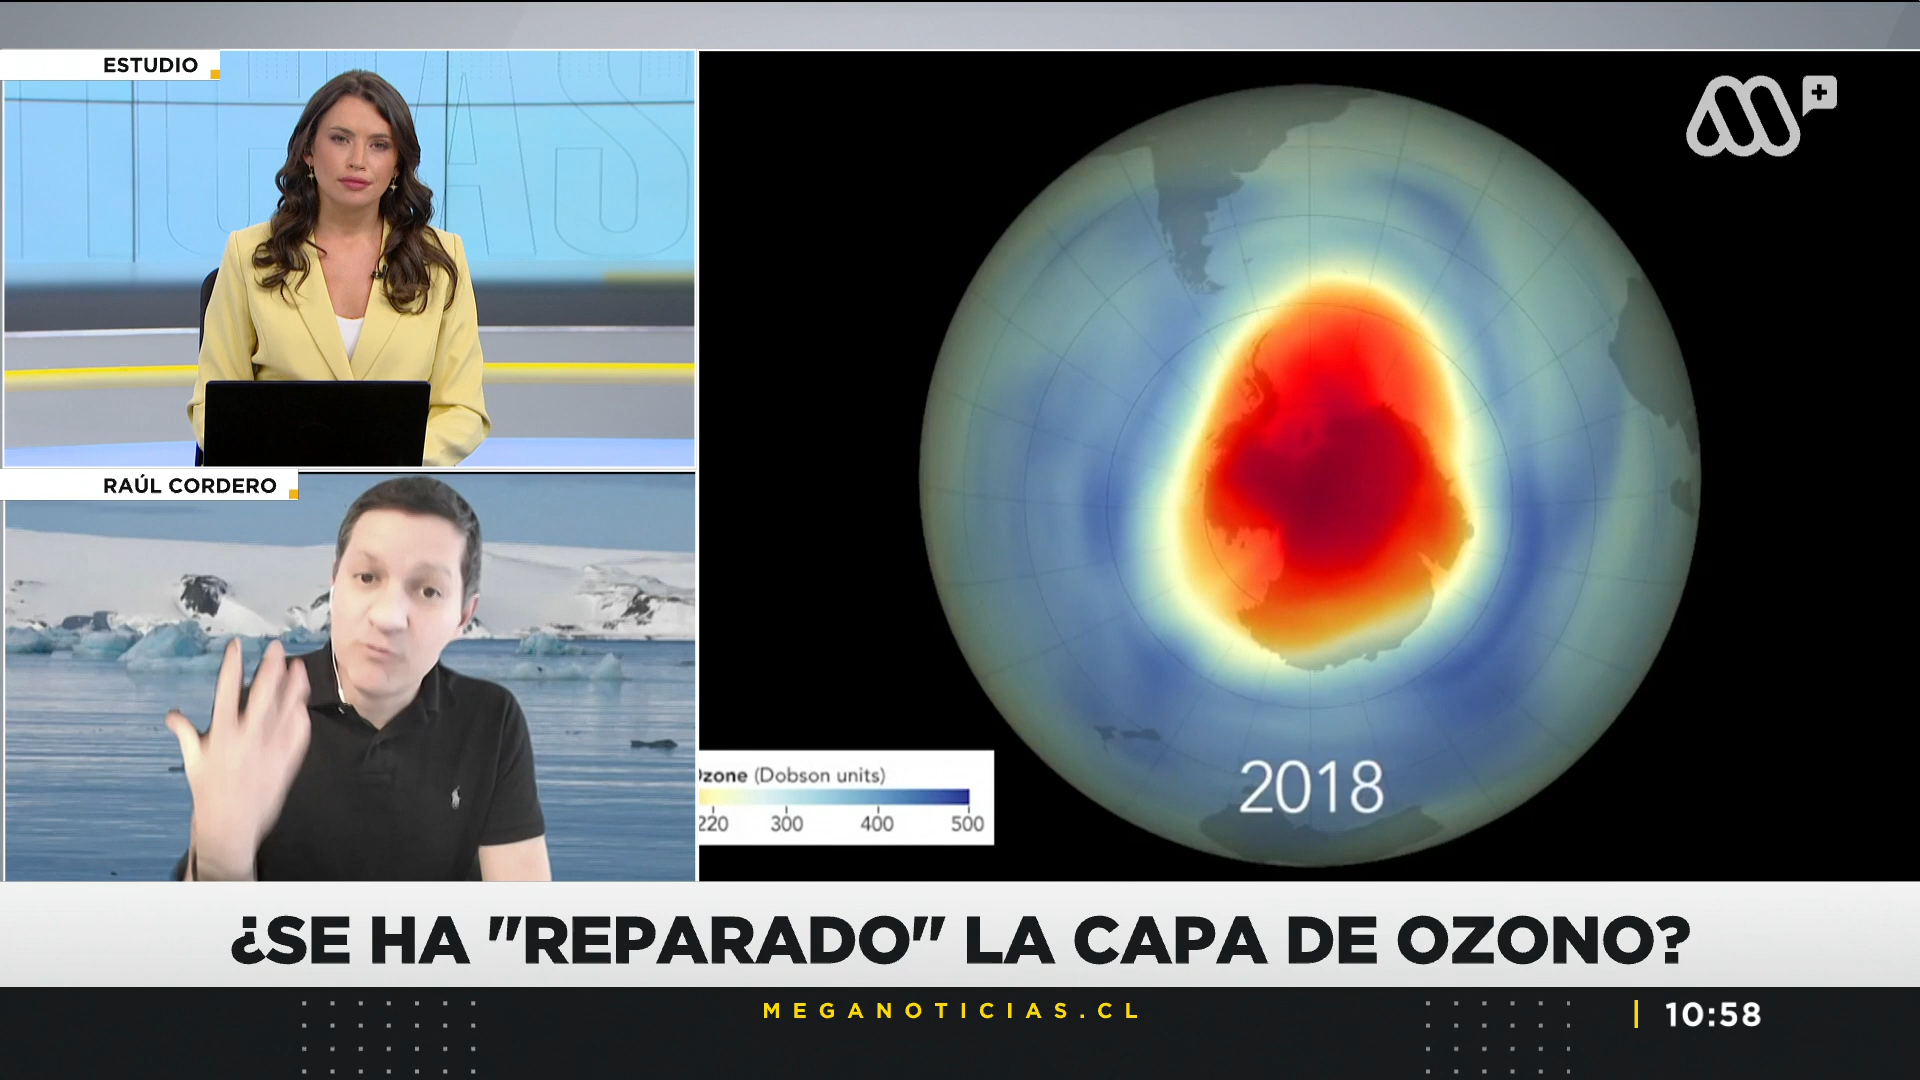 ESTUDIO
RAÚL CORDERO
Ozone (Dobson units)
220 300 400 500
2018
¿SE HA "REPARADO" LA CAPA DE OZONO?
MEGANOTICIAS.CL
10:58